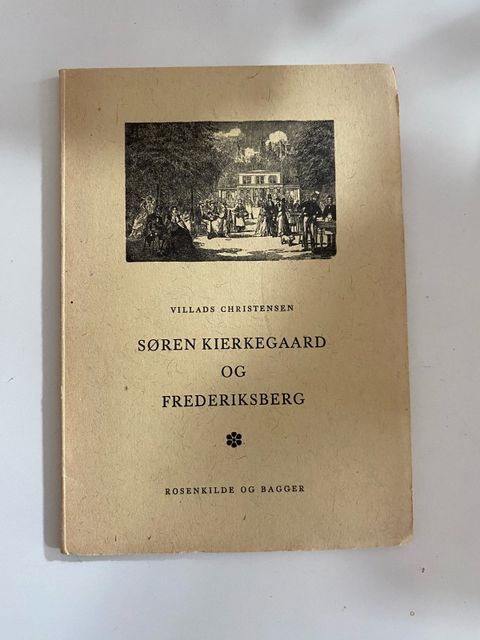 VILLADS CHRISTENSEN
SØREN KIERKEGAARD
OG
FREDERIKSBERG
ROSENKILDE OG BAGGER